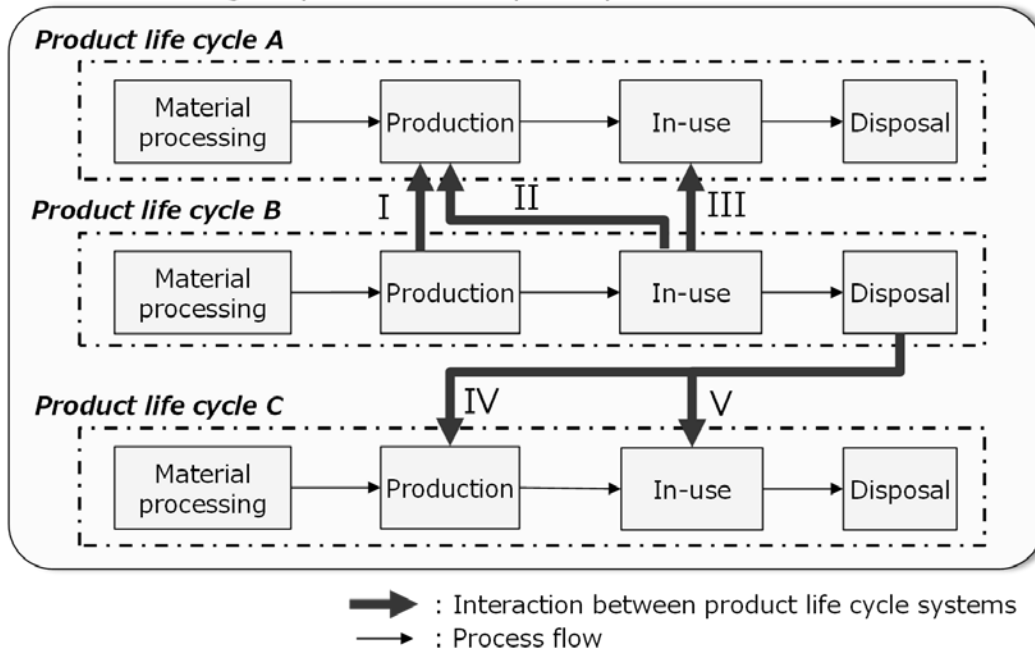 Product life cycle A
Material
processing
Production
In-use
Disposal
I
II
III
Product life cycle B
Material
processing
Production
In-use
Disposal
IV
V
Product life cycle C
Material
processing
Production
In-use
Disposal
: Interaction between product life cycle systems
: Process flow